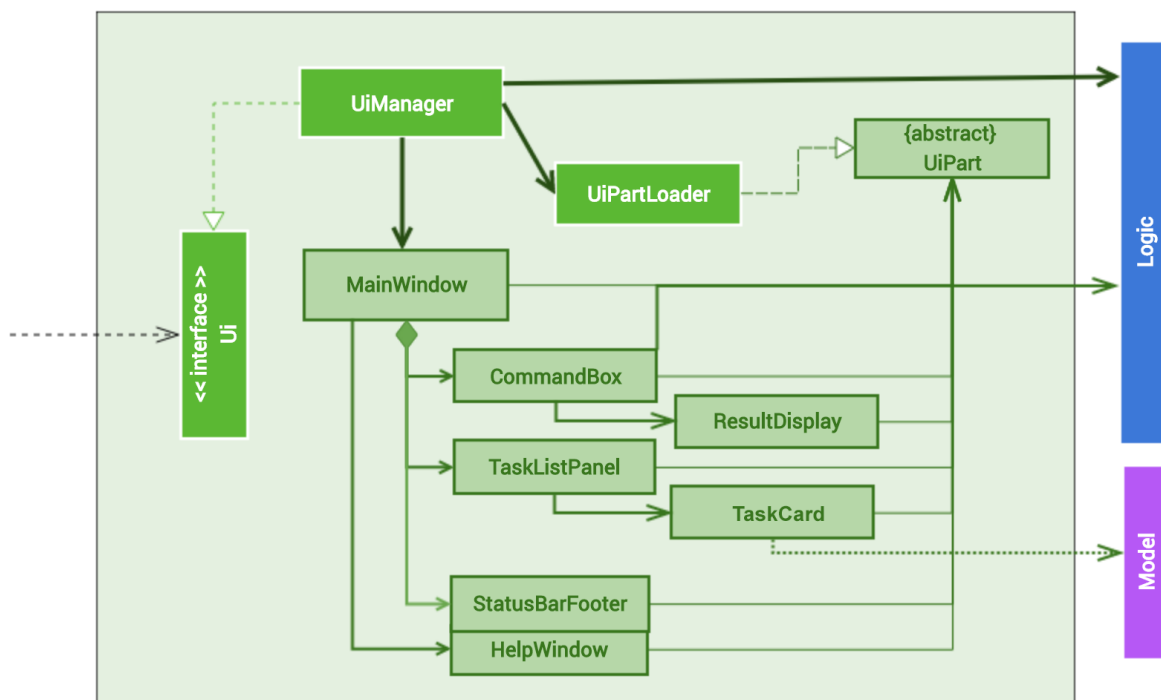 UiManager
{abstract}
UiPart
UiPartLoader
Logic
<< interface >>
Ui
MainWindow
CommandBox
ResultDisplay
TaskListPanel
TaskCard
Model
StatusBarFooter
HelpWindow